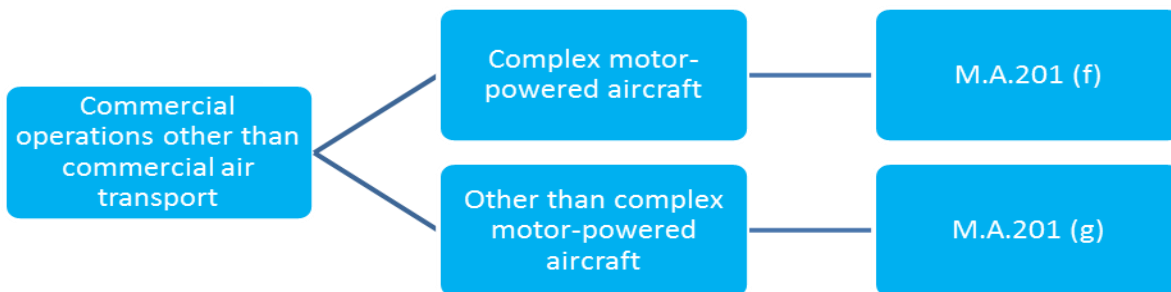 Commercial
operations other than
commercial air
transport
Complex motor-
powered aircraft
M.A.201 (f)
Other than complex
motor-powered
aircraft
M.A.201 (g)